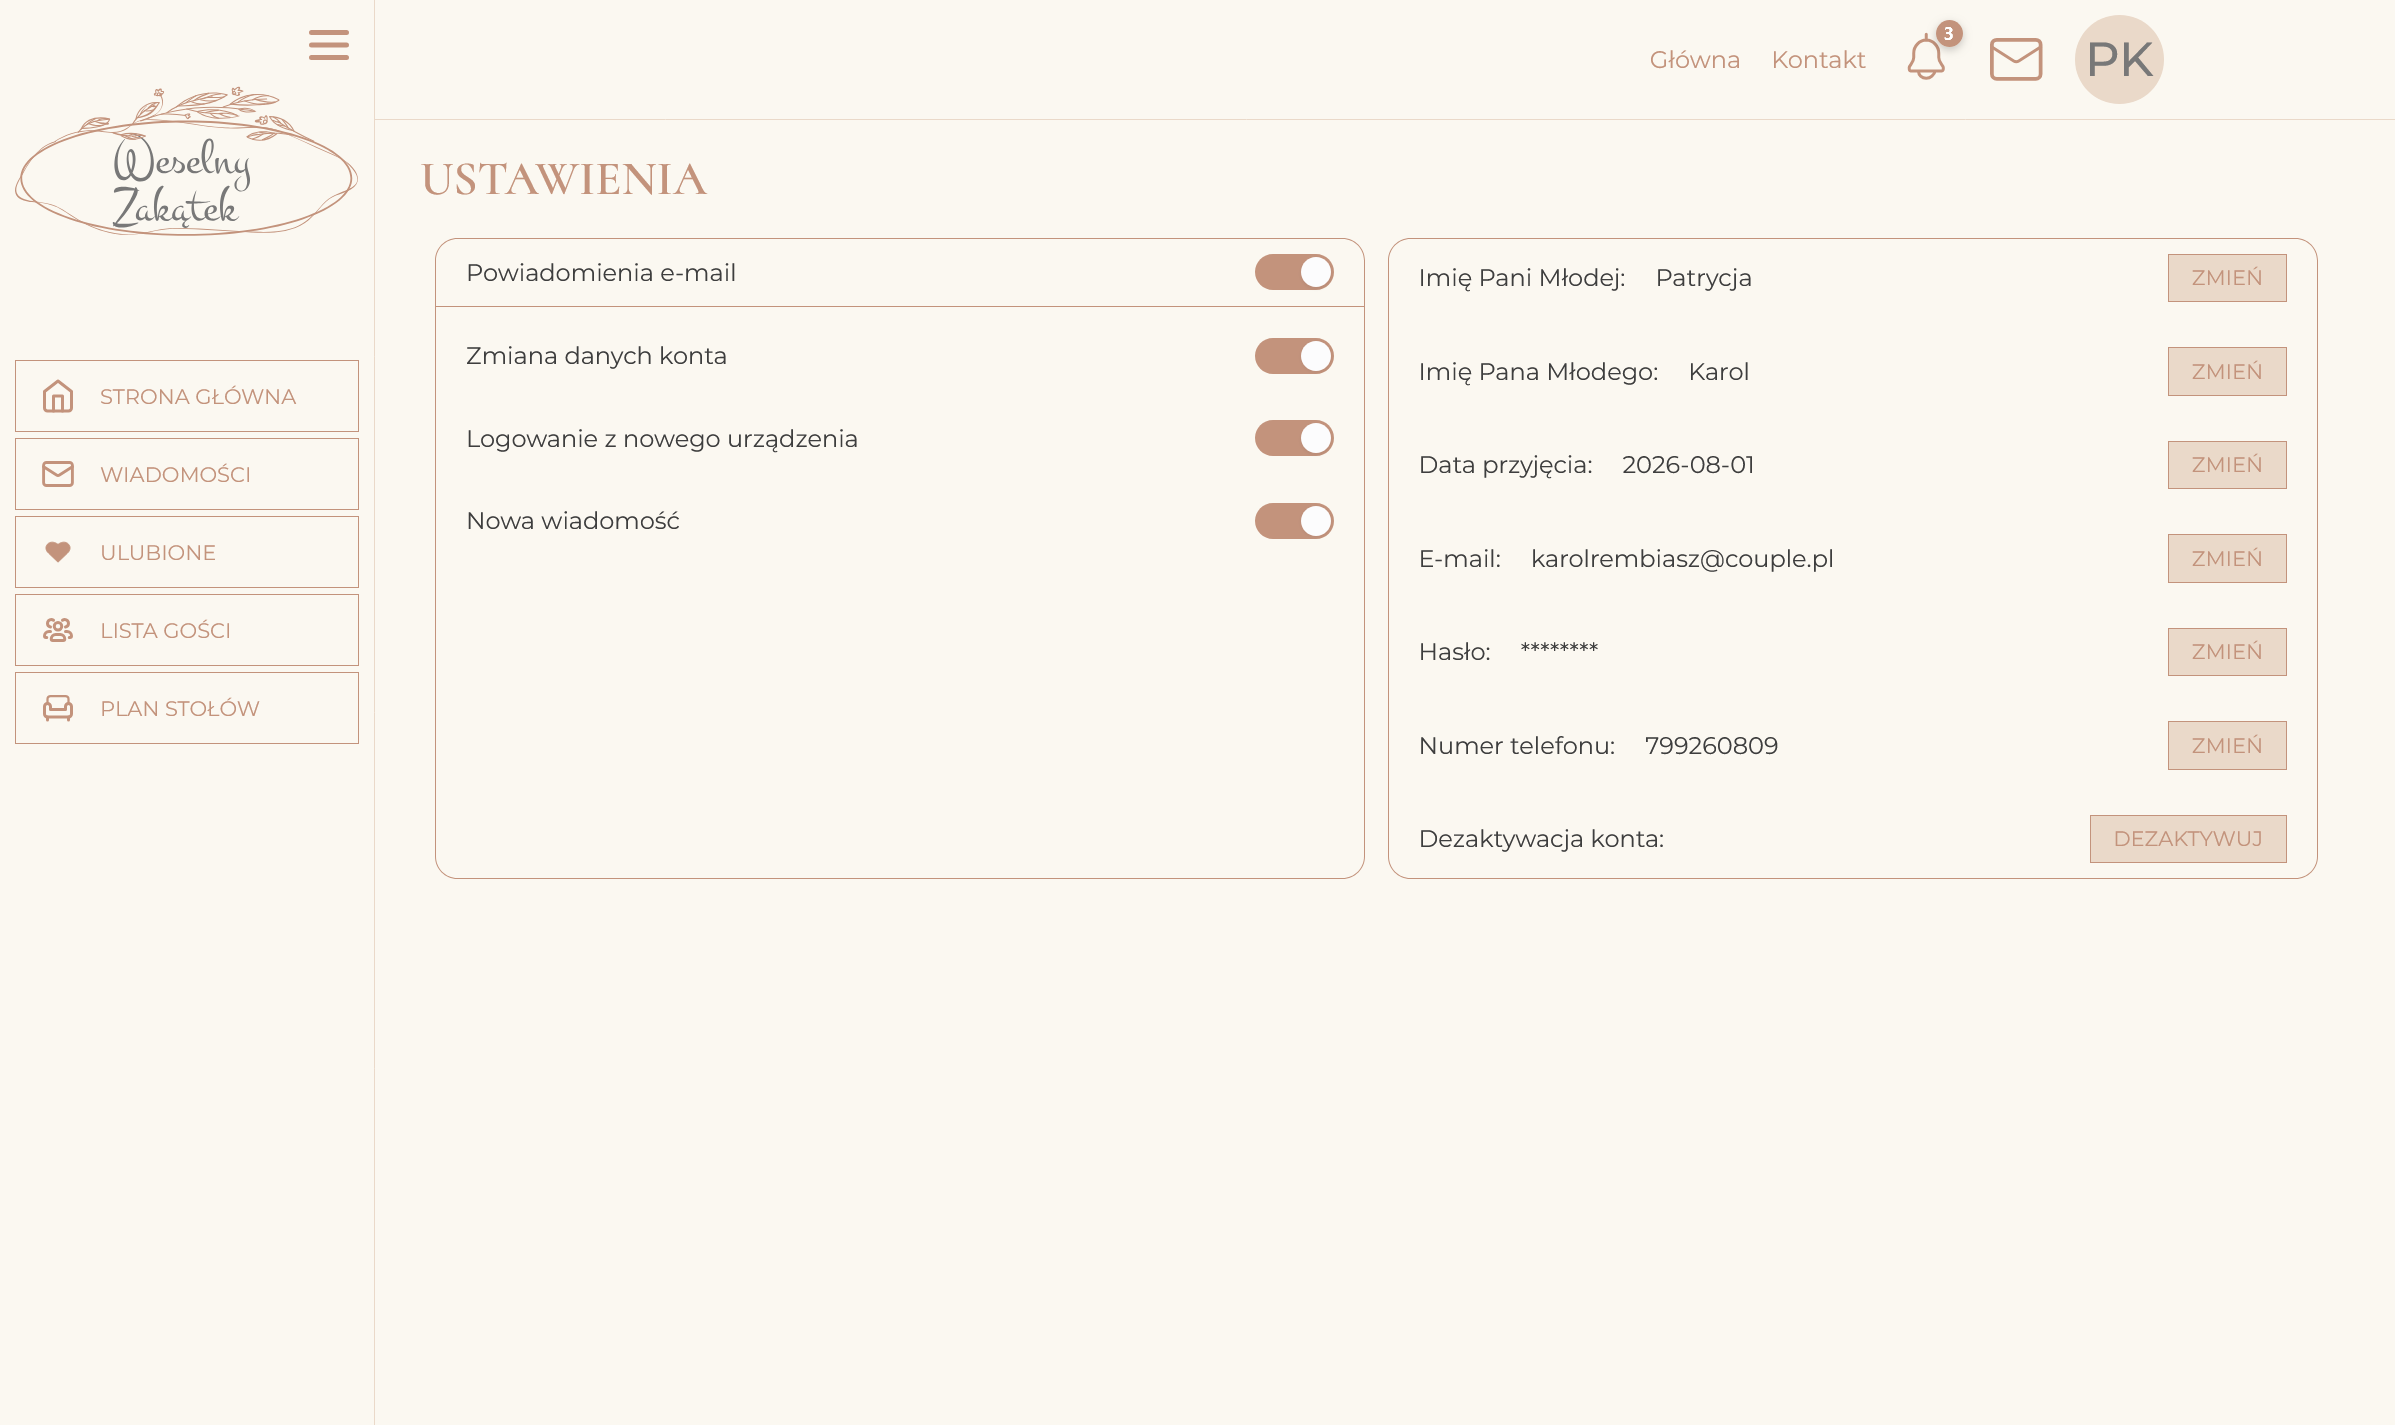 Główna Kontakt 3 PK
Weselny
Zakątek
STRONA GŁÓWNA
WIADOMOŚCI
ULUBIONE
LISTA GOŚCI
PLAN STOŁÓW
USTAWIENIA
Powiadomienia e-mail
Zmiana danych konta
Logowanie z nowego urządzenia
Nowa wiadomość
Imię Pani Młodej: Patrycja ZMIEŃ
Imię Pana Młodego: Karol ZMIEŃ
Data przyjęcia: 2026-08-01 ZMIEŃ
E-mail: karolrembiasz@couple.pl ZMIEŃ
Hasło: ******** ZMIEŃ
Numer telefonu: 799260809 ZMIEŃ
Dezaktywacja konta: DEZAKTYWUJ